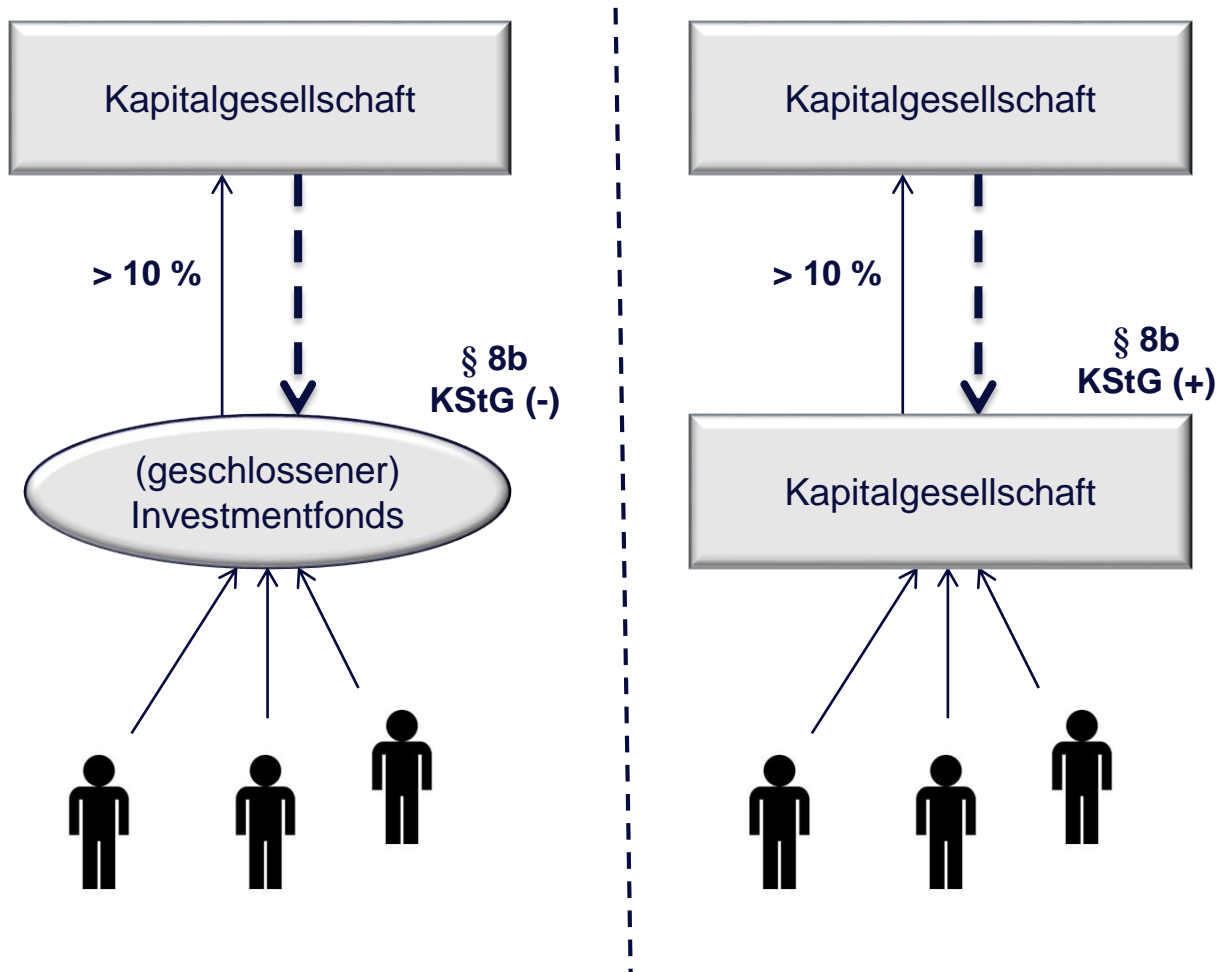 Kapitalgesellschaft
> 10 %
§ 8b
KStG (-)
(geschlossener)
Investmentfonds
Kapitalgesellschaft
> 10 %
§ 8b
KStG (+)
Kapitalgesellschaft